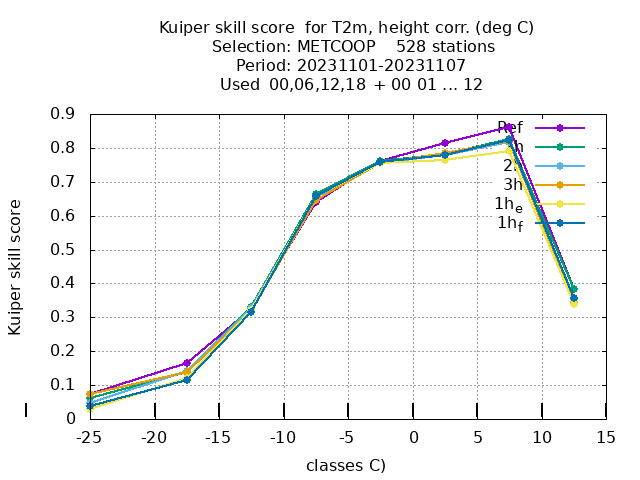 Kuiper skill score for T2m, height corr. (deg C)
Selection: METCOOP 528 stations
Period: 20231101-20231107
Used 00,06,12,18 + 00 01 ... 12
Kuiper skill score
0.9
0.8
0.7
0.6
0.5
0.4
0.3
0.2
0.1
0
Ref
3h
1h_e
1h_f
-25
-20
-15
-10
-5
0
5
10
15
classes C)